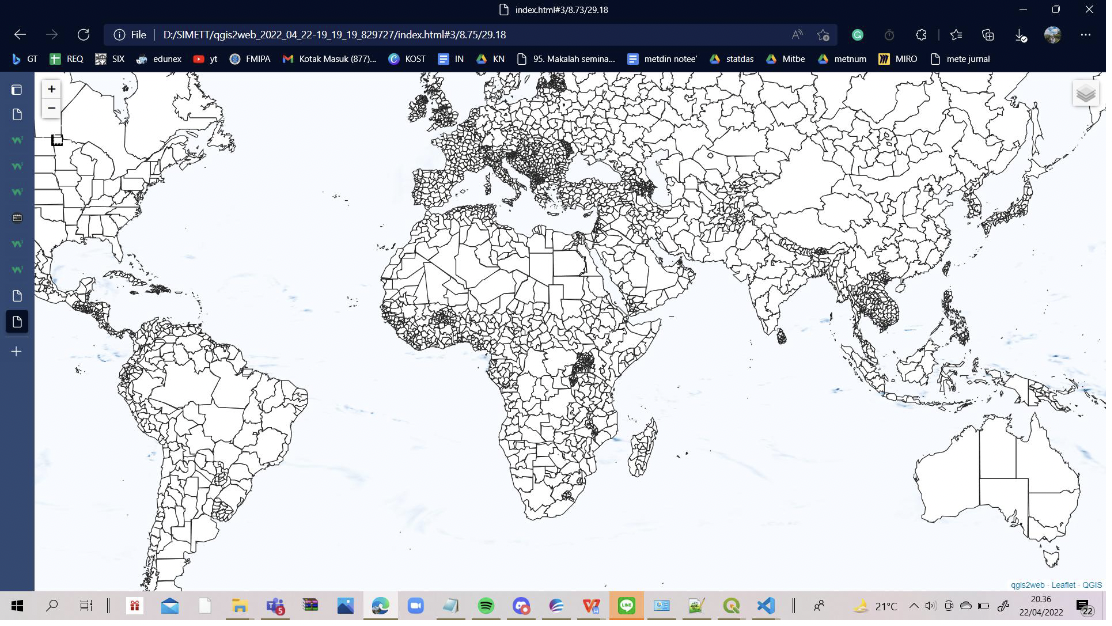 index.html#3/8.73/29.18
File | D:/SIMETT/qgis2web_2022_04_22-19_19_19_829727/index.html#3/8.75/29.18
GT REQ SIX edunex yt FMIPA Kotak Masuk (877)... KOST IN KN 95. Makalah semina... metdin notee' statdas Mitbe metnum MIRO mete jurnal
+
−
qgis2web · Leaflet · QGIS
21°C
20.36
22/04/2022
22